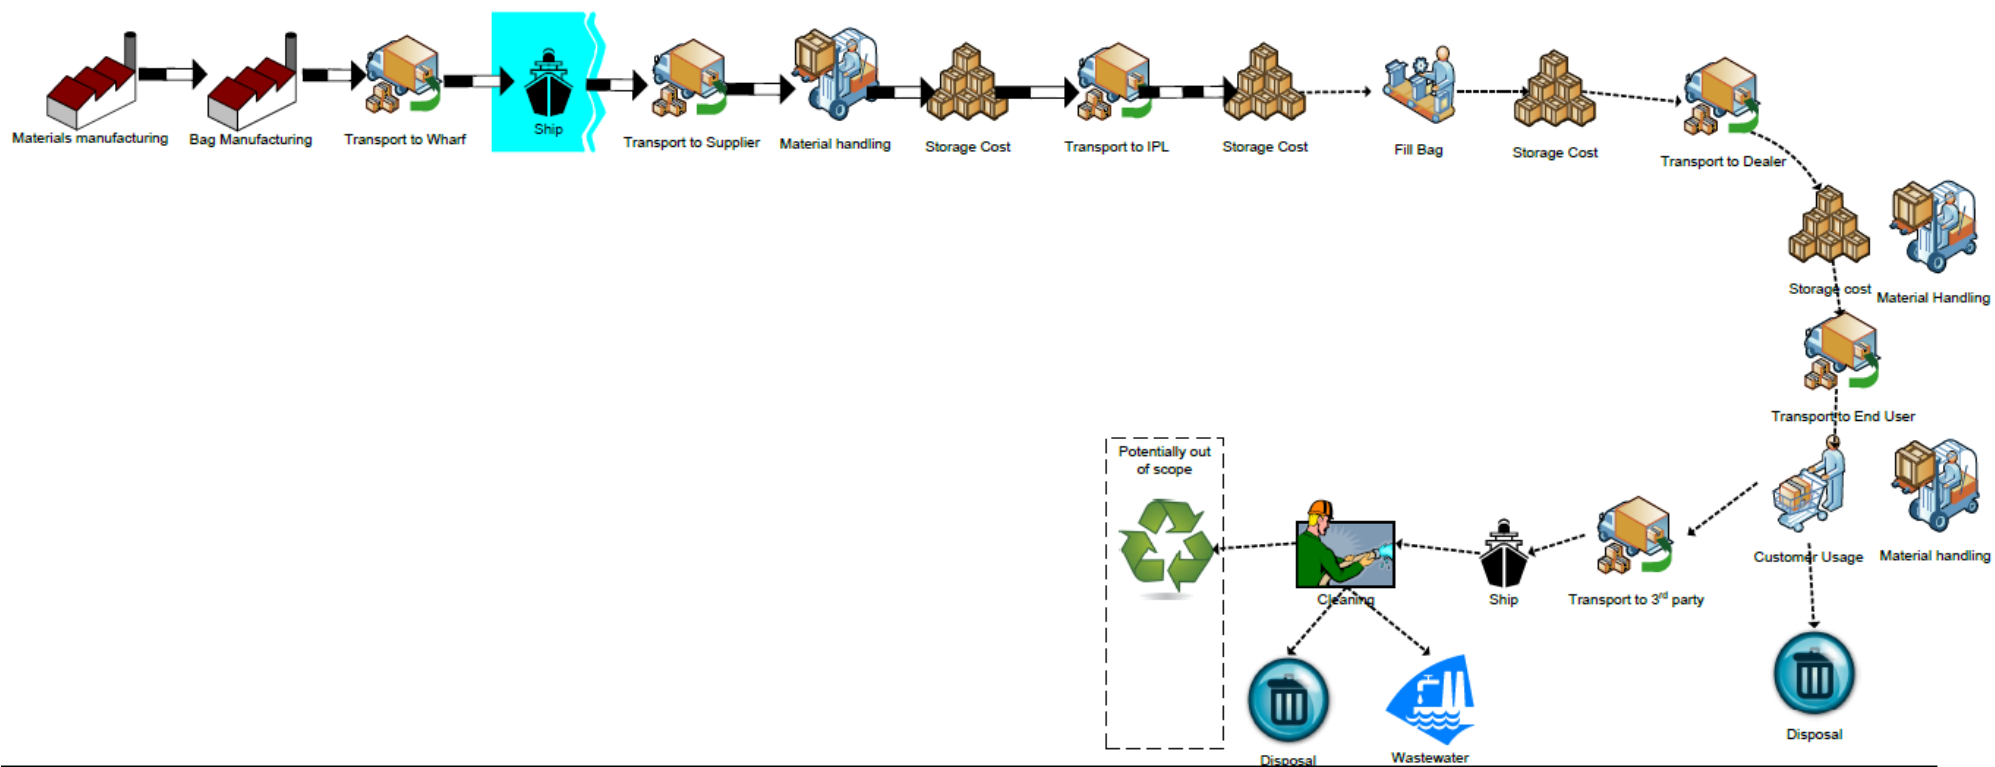 Materials manufacturing
Bag Manufacturing
Transport to Wharf
Ship
Transport to Supplier
Material handling
Storage Cost
Transport to IPL
Storage Cost
Fill Bag
Storage Cost
Transport to Dealer
Storage cost
Material Handling
Transport to End User
Customer Usage
Material handling
Transport to 3rd party
Ship
Cleaning
Potentially out
of scope
Disposal
Wastewater
Disposal